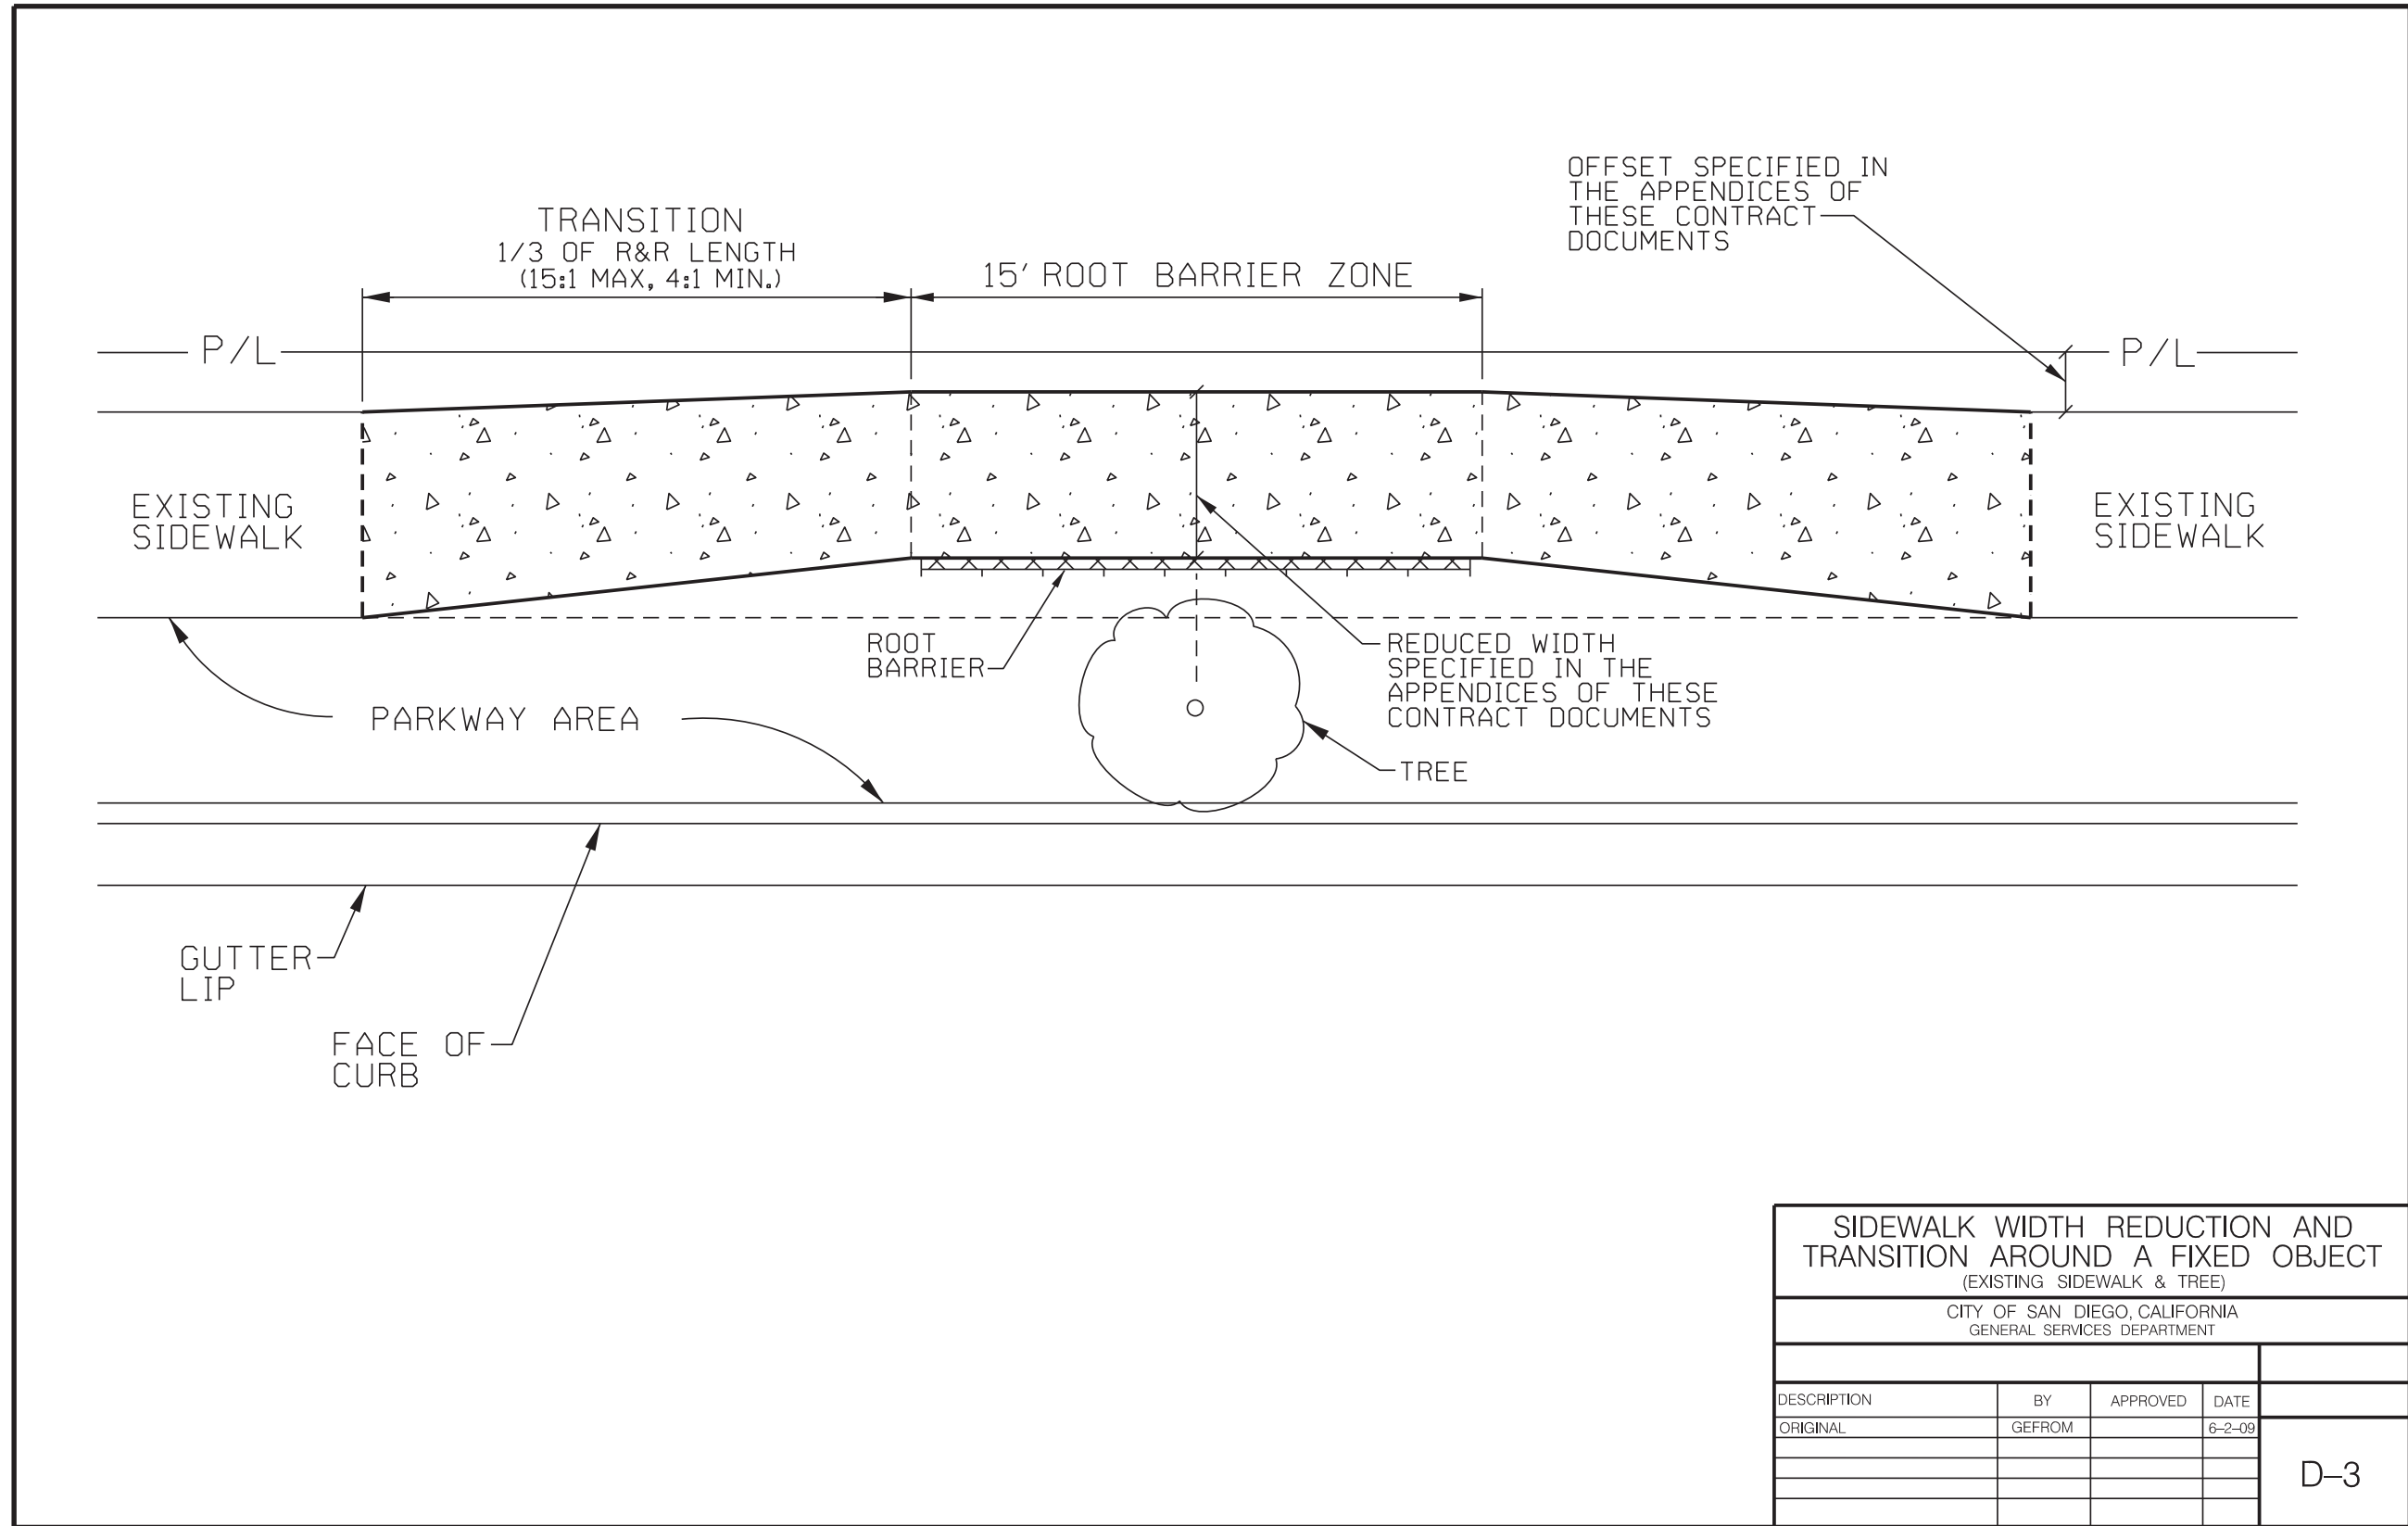 OFFSET SPECIFIED IN
THE APPENDICES OF
THESE CONTRACT
DOCUMENTS
TRANSITION
1/3 OF R&R LENGTH
(15:1 MAX, 4:1 MIN.)
15' ROOT BARRIER ZONE
P/L
P/L
EXISTING
SIDEWALK
EXISTING
SIDEWALK
ROOT
BARRIER
REDUCED WIDTH
SPECIFIED IN THE
APPENDICES OF THESE
CONTRACT DOCUMENTS
PARKWAY AREA
TREE
GUTTER
LIP
FACE OF
CURB
SIDEWALK WIDTH REDUCTION AND
TRANSITION AROUND A FIXED OBJECT
(EXISTING SIDEWALK & TREE)
CITY OF SAN DIEGO, CALIFORNIA
GENERAL SERVICES DEPARTMENT
DESCRIPTION BY APPROVED DATE
ORIGINAL GEFROM 6-2-09
D-3